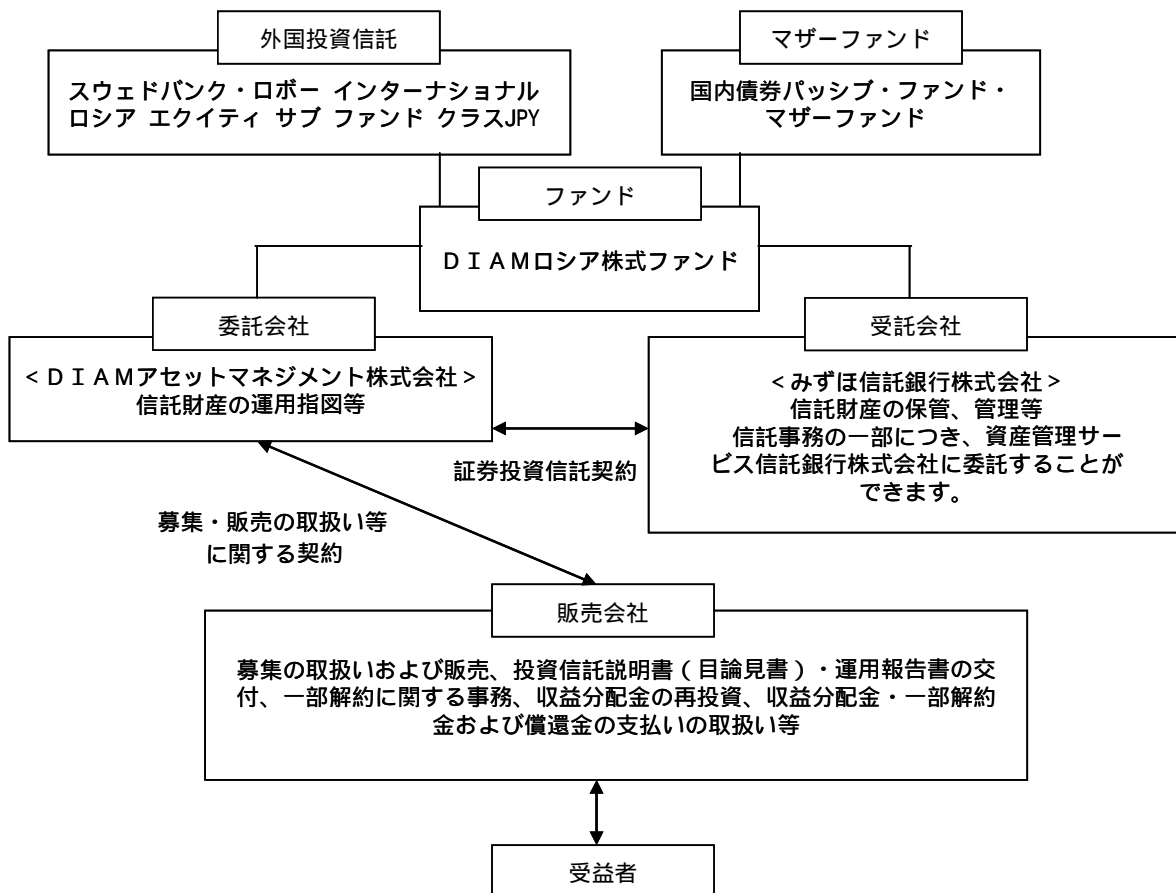 外国投資信託
スウェドバンク・ロボー インターナショナル
ロシア エクイティ サブ ファンド クラスJPY
マザーファンド
国内債券パッシブ・ファンド・
マザーファンド
ファンド
ＤＩＡＭロシア株式ファンド
委託会社
＜ＤＩＡＭアセットマネジメント株式会社＞
信託財産の運用指図等
受託会社
＜みずほ信託銀行株式会社＞
信託財産の保管、管理等
信託事務の一部につき、資産管理サー
ビス信託銀行株式会社に委託することが
できます。
証券投資信託契約
募集・販売の取扱い等
に関する契約
販売会社
募集の取扱いおよび販売、投資信託説明書（目論見書）・運用報告書の交
付、一部解約に関する事務、収益分配金の再投資、収益分配金・一部解約
金および償還金の支払いの取扱い等
受益者